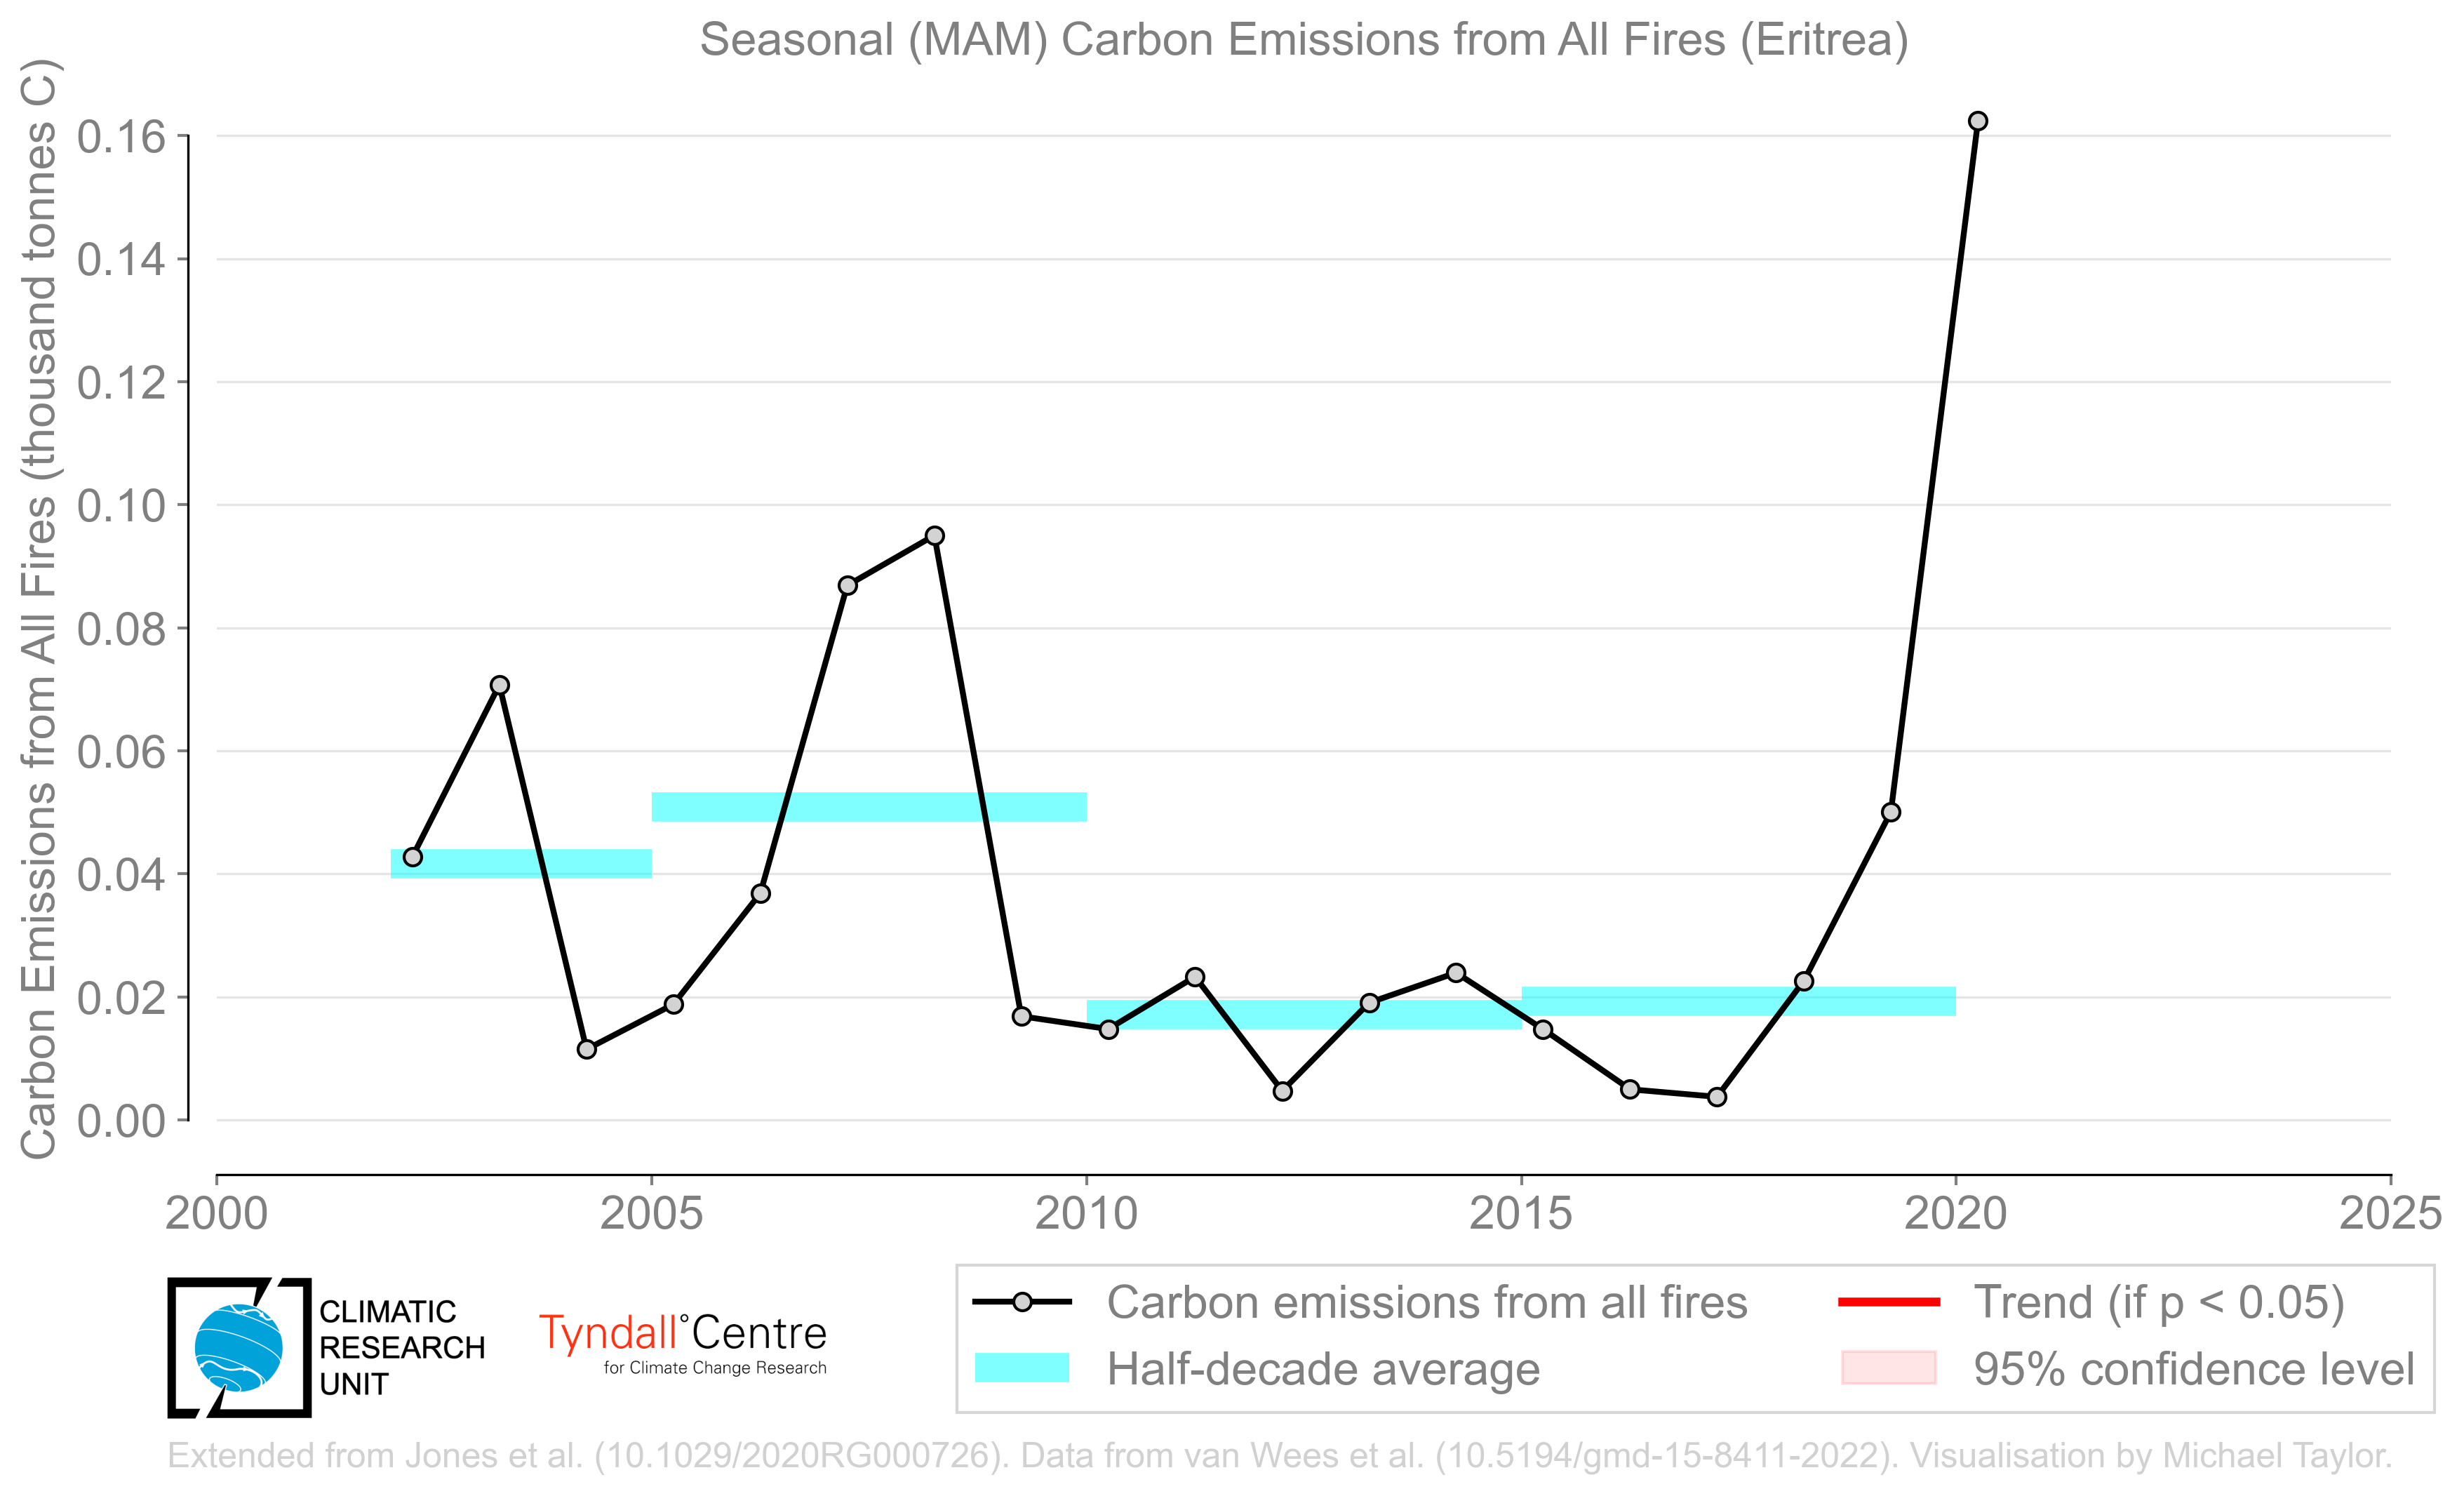 Seasonal (MAM) Carbon Emissions from All Fires (Eritrea)
Carbon Emissions from All Fires (thousand tonnes C)
0.16
0.14
0.12
0.10
0.08
0.06
0.04
0.02
0.00
2000 2005 2010 2015 2020 2025
CLIMATIC
RESEARCH
UNIT
Tyndall°Centre
for Climate Change Research
Carbon emissions from all fires
Half-decade average
Trend (if p < 0.05)
95% confidence level
Extended from Jones et al. (10.1029/2020RG000726). Data from van Wees et al. (10.5194/gmd-15-8411-2022). Visualisation by Michael Taylor.